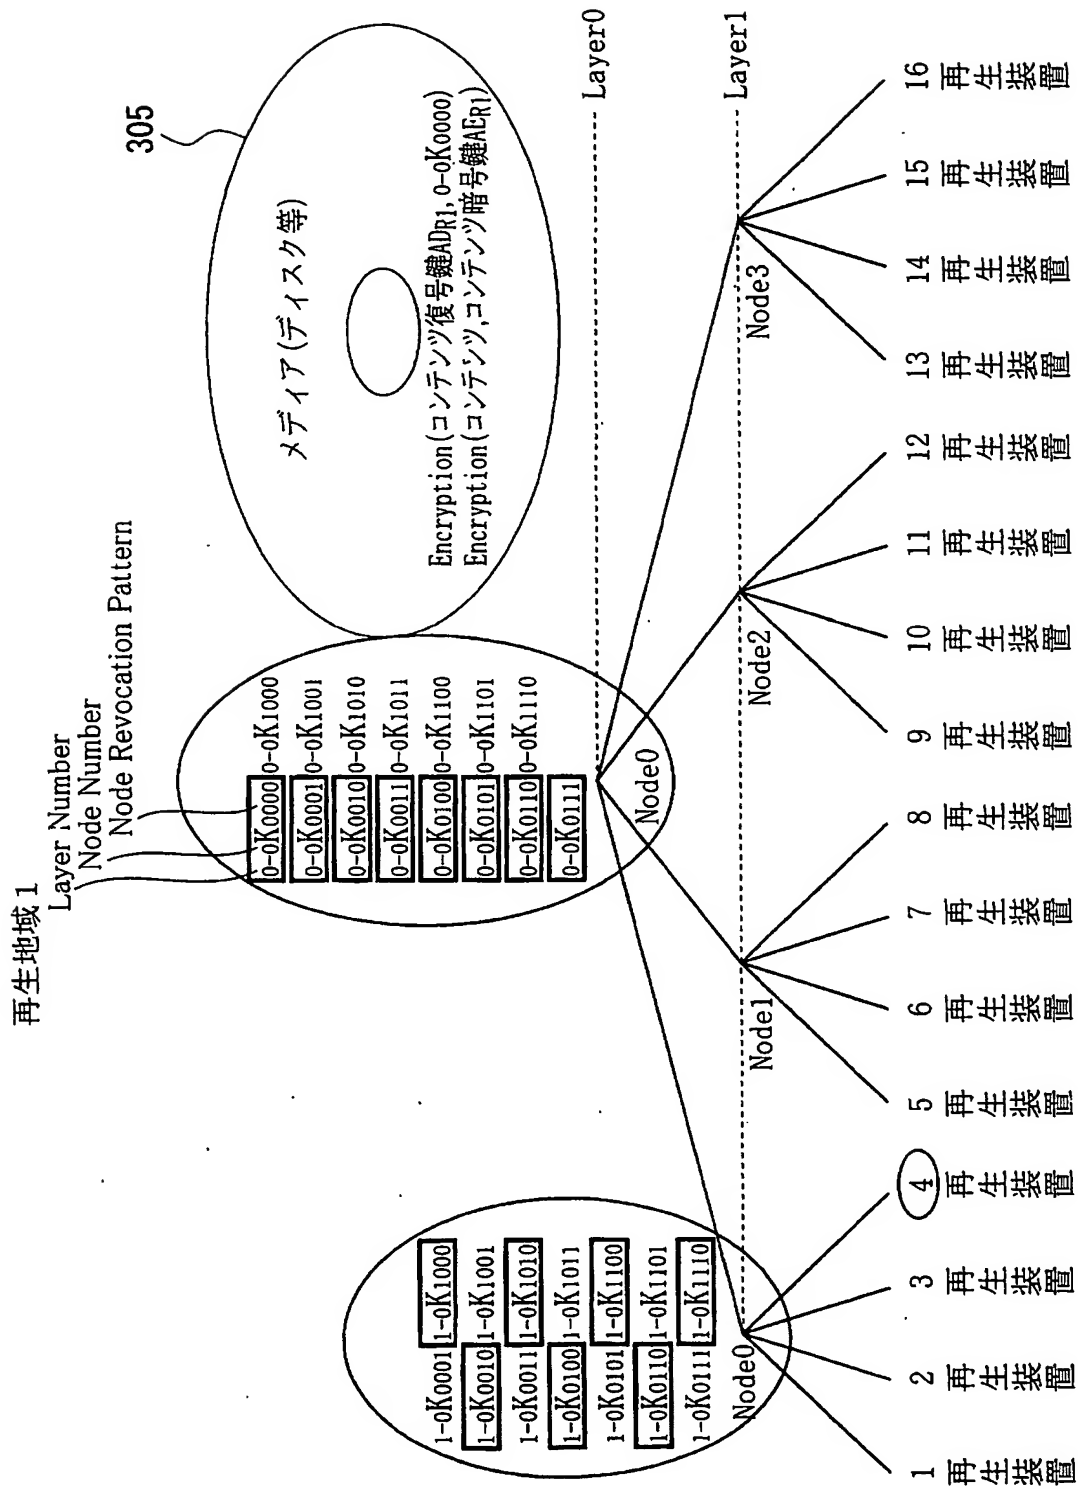 再生地域 1
Layer Number
Node Number
Node Revocation Pattern
305
メディア(ディスク等)
Encryption(コンテンツ復号鍵ADR1, 0-0K0000)
Encryption(コンテンツ,コンテンツ暗号鍵AER1)
0-0K0000 0-0K1000
0-0K0001 0-0K1001
0-0K0010 0-0K1010
0-0K0011 0-0K1011
0-0K0100 0-0K1100
0-0K0101 0-0K1101
0-0K0110 0-0K1110
0-0K0111
Layer0
Node0
1-0K0001 1-0K1000
1-0K0010 1-0K1001
1-0K0011 1-0K1010
1-0K0100 1-0K1011
1-0K0101 1-0K1100
1-0K0110 1-0K1101
1-0K0111 1-0K1110
Layer1
Node0
Node1
Node2
Node3
1 2 3 4 5 6 7 8 9 10 11 12 13 14 15 16
再生装置 再生装置 再生装置 再生装置 再生装置 再生装置 再生装置 再生装置 再生装置 再生装置 再生装置 再生装置 再生装置 再生装置 再生装置 再生装置